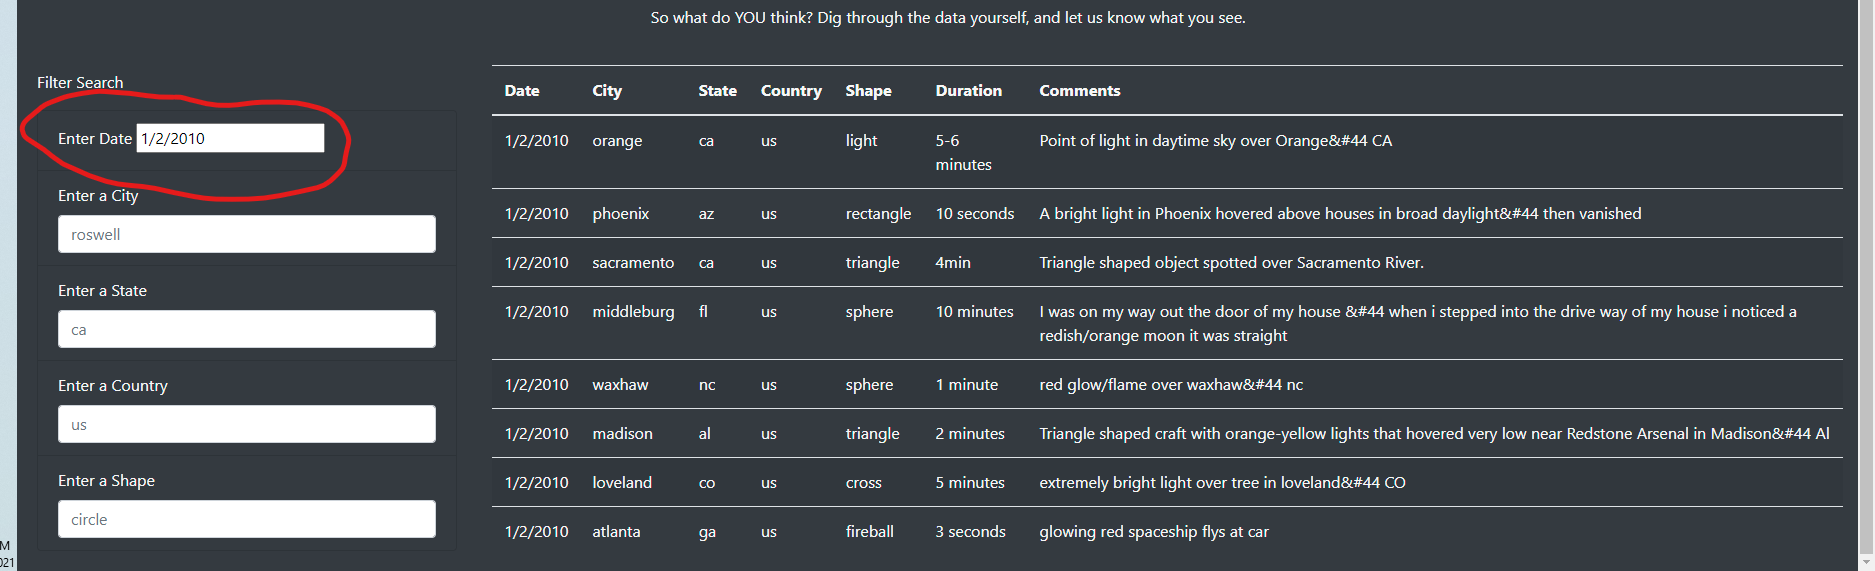 So what do YOU think? Dig through the data yourself, and let us know what you see.
Filter Search
Enter Date 1/2/2010
Enter a City
roswell
Enter a State
ca
Enter a Country
us
Enter a Shape
circle
Date City State Country Shape Duration Comments
1/2/2010 orange ca us light 5-6 Point of light in daytime sky over Orange&#44 CA
minutes
1/2/2010 phoenix az us rectangle 10 seconds A bright light in Phoenix hovered above houses in broad daylight&#44 then vanished
1/2/2010 sacramento ca us triangle 4min Triangle shaped object spotted over Sacramento River.
1/2/2010 middleburg fl us sphere 10 minutes I was on my way out the door of my house &#44 when i stepped into the drive way of my house i noticed a
redish/orange moon it was straight
1/2/2010 waxhaw nc us sphere 1 minute red glow/flame over waxhaw&#44 nc
1/2/2010 madison al us triangle 2 minutes Triangle shaped craft with orange-yellow lights that hovered very low near Redstone Arsenal in Madison&#44 Al
1/2/2010 loveland co us cross 5 minutes extremely bright light over tree in loveland&#44 CO
1/2/2010 atlanta ga us fireball 3 seconds glowing red spaceship flys at car
M
021